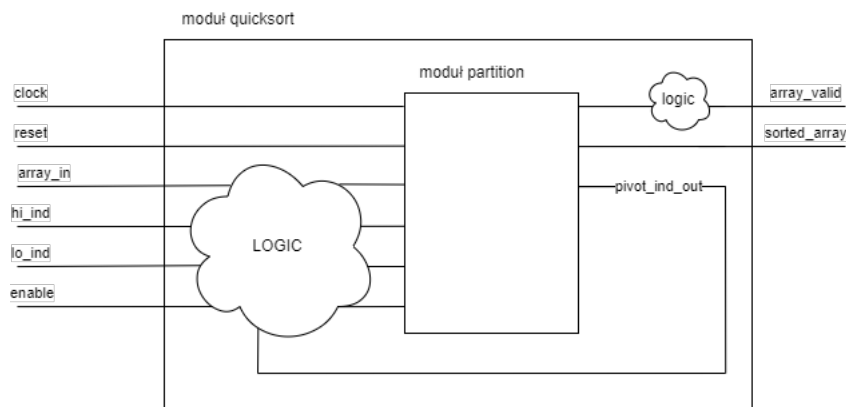 moduł quicksort
moduł partition
clock
logic
array_valid
reset
sorted_array
array_in
pivot_ind_out
hi_ind
LOGIC
lo_ind
enable